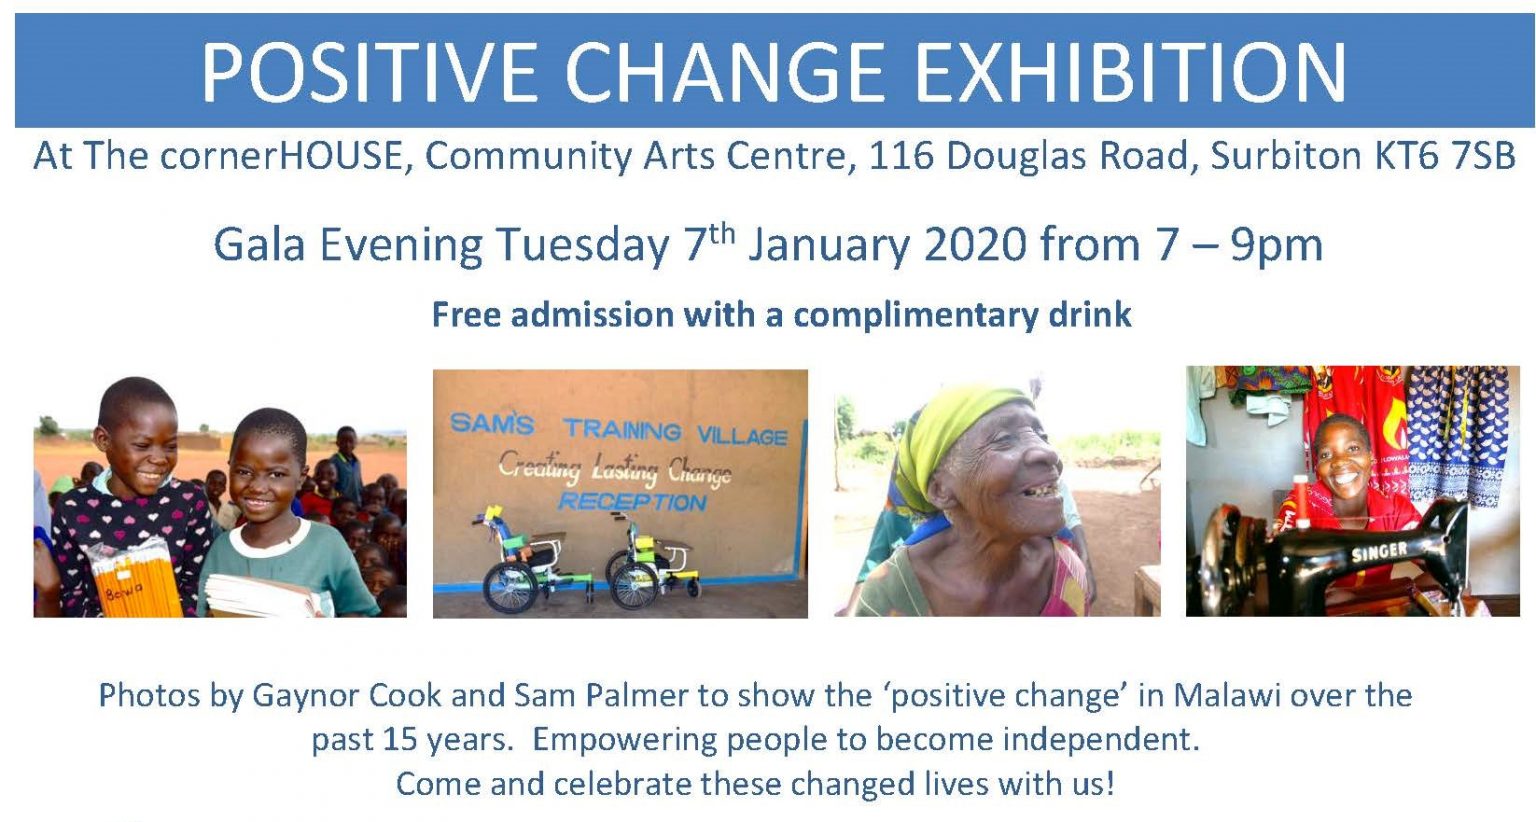 POSITIVE CHANGE EXHIBITION
At The cornerHOUSE, Community Arts Centre, 116 Douglas Road, Surbiton KT6 7SB
Gala Evening Tuesday 7th January 2020 from 7 – 9pm
Free admission with a complimentary drink
SAM'S TRAINING VILLAGE
Creating Lasting Change
RECEPTION
SINGER
Photos by Gaynor Cook and Sam Palmer to show the ‘positive change’ in Malawi over the
past 15 years.  Empowering people to become independent.
Come and celebrate these changed lives with us!